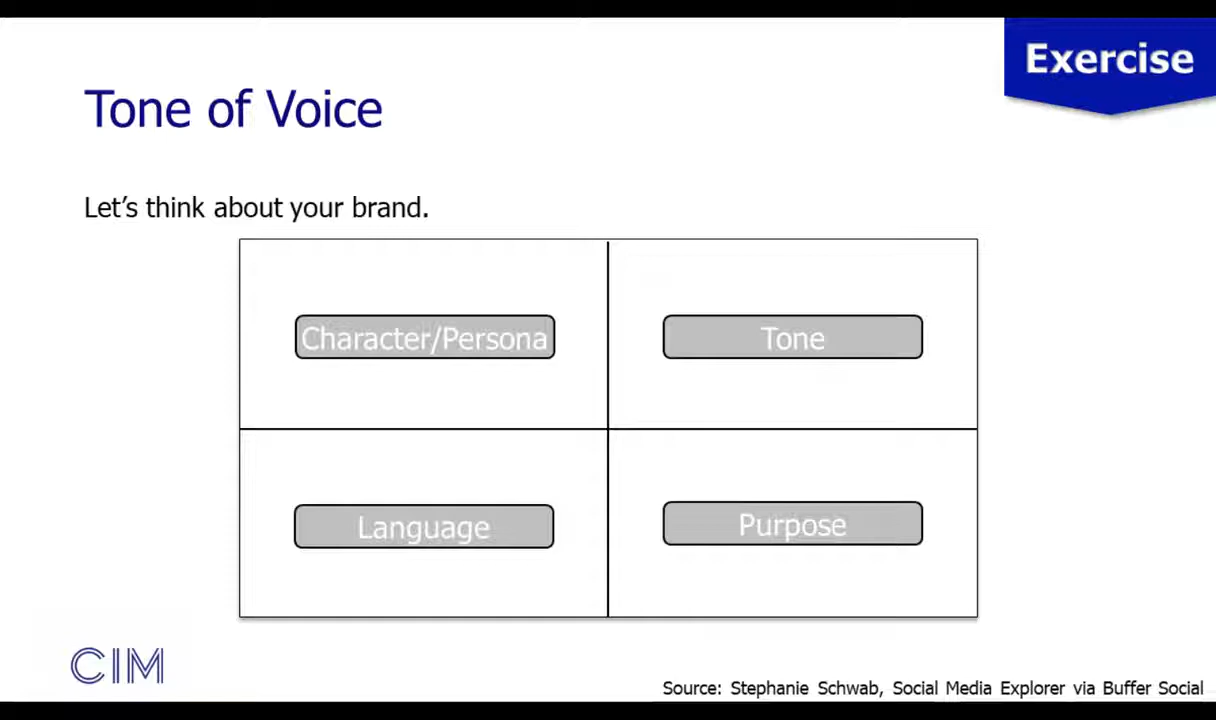 Exercise
Tone of Voice
Let's think about your brand.
Character/Persona
Tone
Language
Purpose
CIM
Source: Stephanie Schwab, Social Media Explorer via Buffer Social